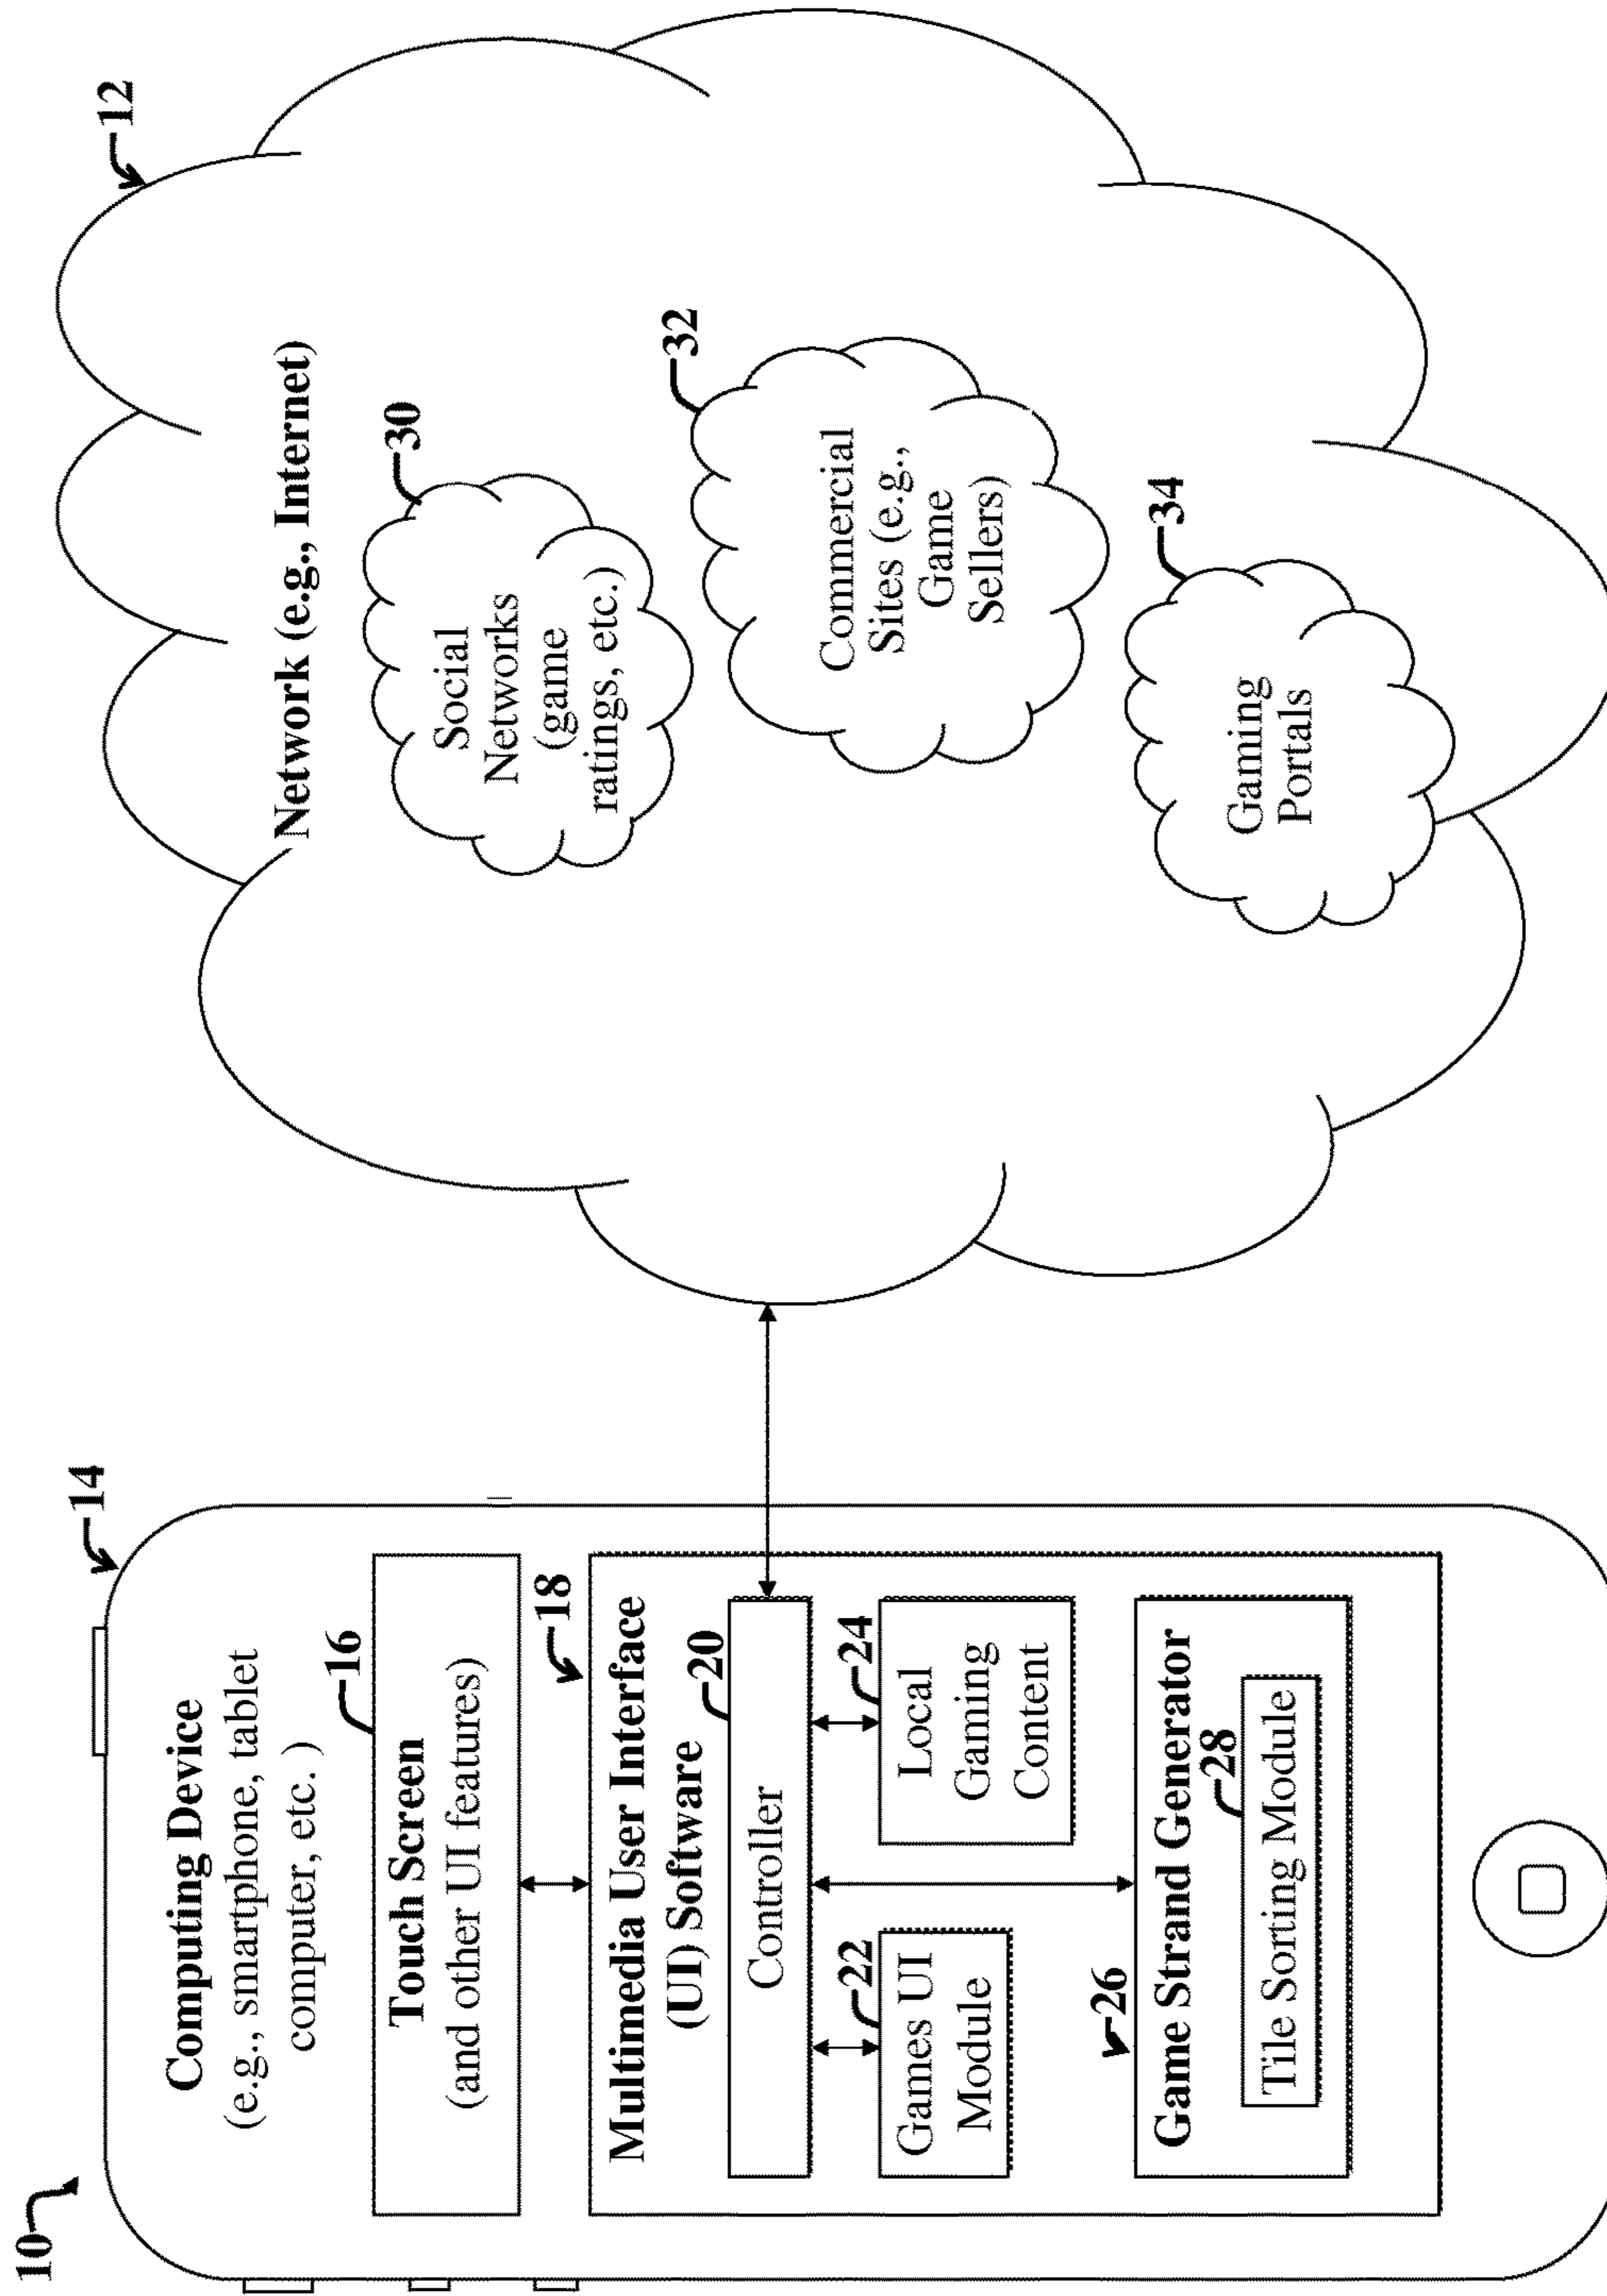 10
14
Computing Device
(e.g., smartphone, tablet
computer, etc. )
16
Touch Screen
(and other UI features)
18
Multimedia User Interface
(UI) Software
20
Controller
22
Games UI
Module
24
Local
Gaming
Content
26
Game Strand Generator
28
Tile Sorting Module
12
Network (e.g., Internet)
30
Social
Networks
(game
ratings, etc.)
32
Commercial
Sites (e.g.,
Game
Sellers)
34
Gaming
Portals